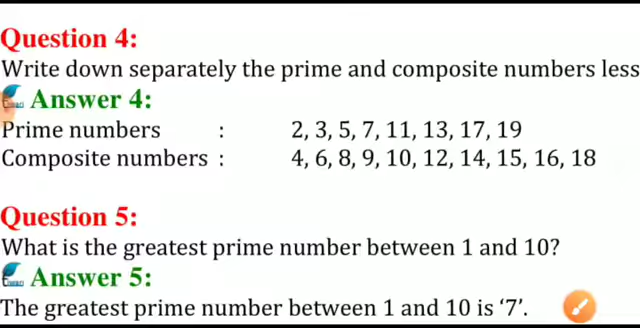 Question 4:
Write down separately the prime and composite numbers less
Answer 4:
Prime numbers : 2, 3, 5, 7, 11, 13, 17, 19
Composite numbers : 4, 6, 8, 9, 10, 12, 14, 15, 16, 18
Question 5:
What is the greatest prime number between 1 and 10?
Answer 5:
The greatest prime number between 1 and 10 is ‘7’.